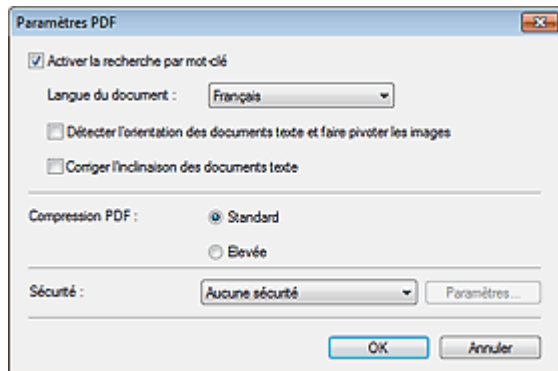 Paramètres PDF
Activer la recherche par mot-clé
Langue du document : Français
Détecter l'orientation des documents texte et faire pivoter les images
Corriger l'inclinaison des documents texte
Compression PDF : Standard
Elevée
Sécurité : Aucune sécurité Paramètres...
OK Annuler